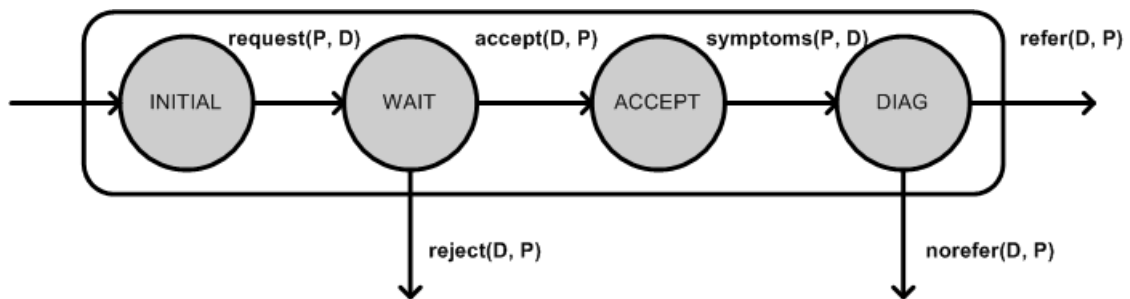 request(P, D)
accept(D, P)
symptoms(P, D)
refer(D, P)
INITIAL
WAIT
ACCEPT
DIAG
reject(D, P)
norefer(D, P)